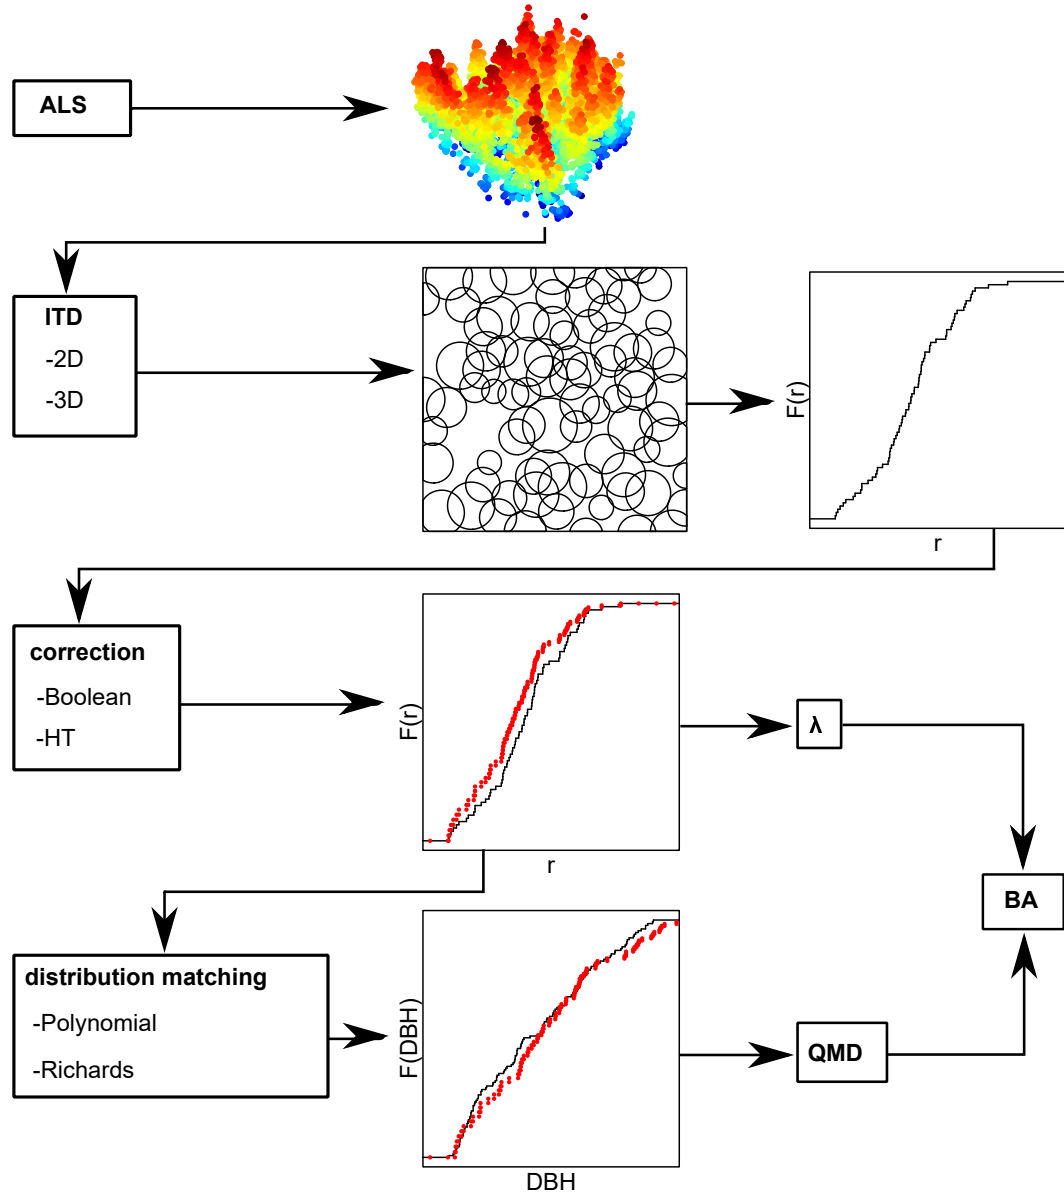 ALS
ITD
-2D
-3D
F(r)
r
correction
-Boolean
-HT
F(r)
r
λ
BA
distribution matching
-Polynomial
-Richards
F(DBH)
DBH
QMD